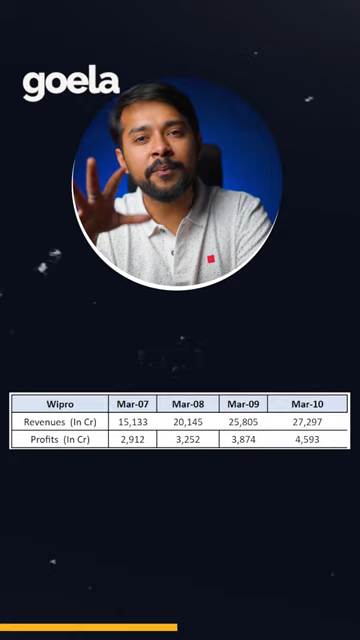 goela
Wipro Mar-07 Mar-08 Mar-09 Mar-10
Revenues (In Cr) 15,133 20,145 25,805 27,297
Profits (In Cr) 2,912 3,252 3,874 4,593